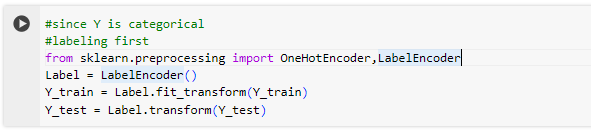 #since Y is categorical
#labeling first
from sklearn.preprocessing import OneHotEncoder,LabelEncoder
Label = LabelEncoder()
Y_train = Label.fit_transform(Y_train)
Y_test = Label.transform(Y_test)